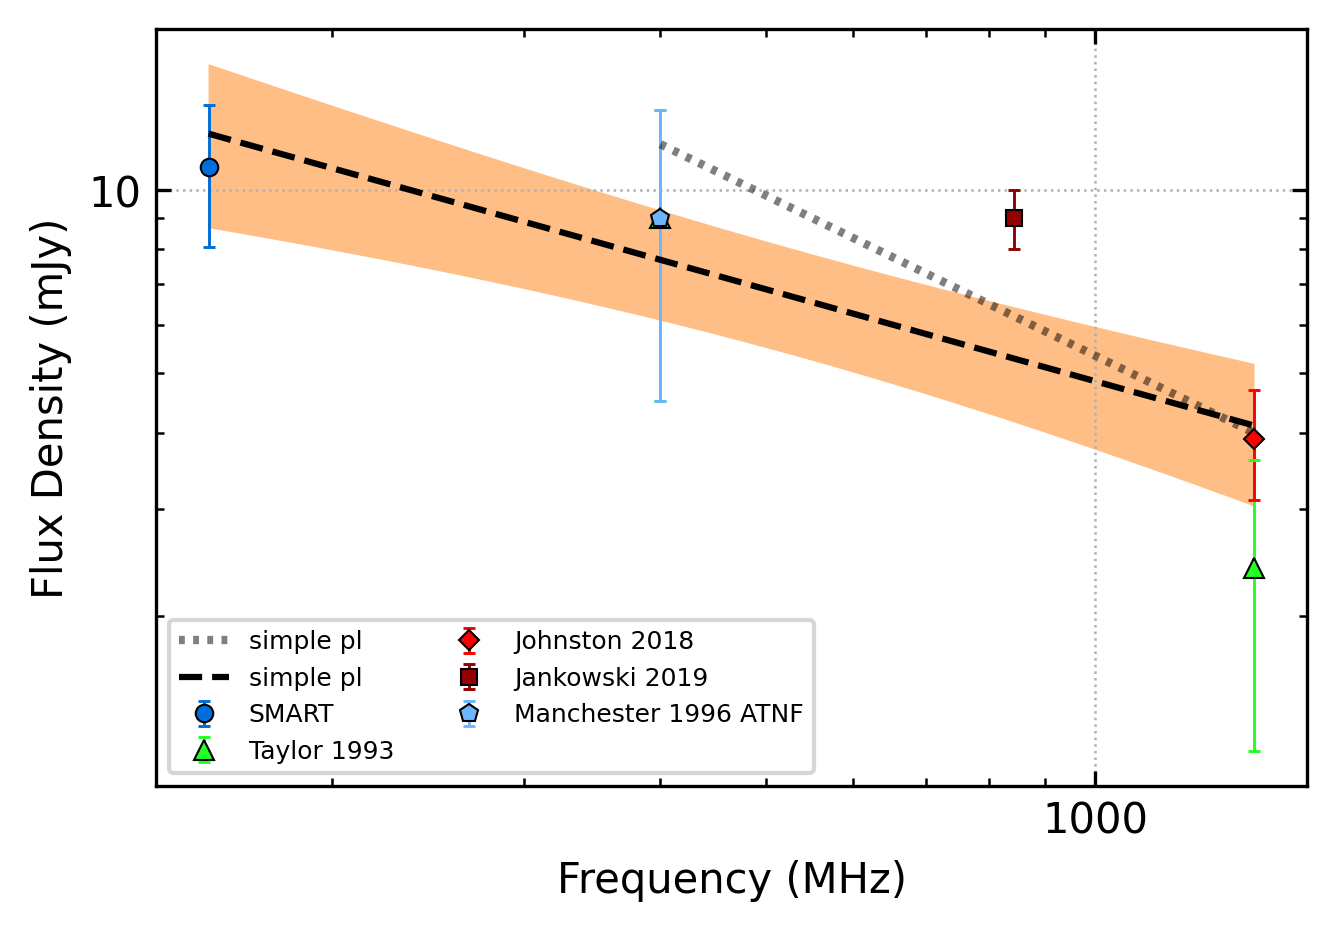 10
Flux Density (mJy)
simple pl
simple pl
SMART
Taylor 1993
Johnston 2018
Jankowski 2019
Manchester 1996 ATNF
1000
Frequency (MHz)